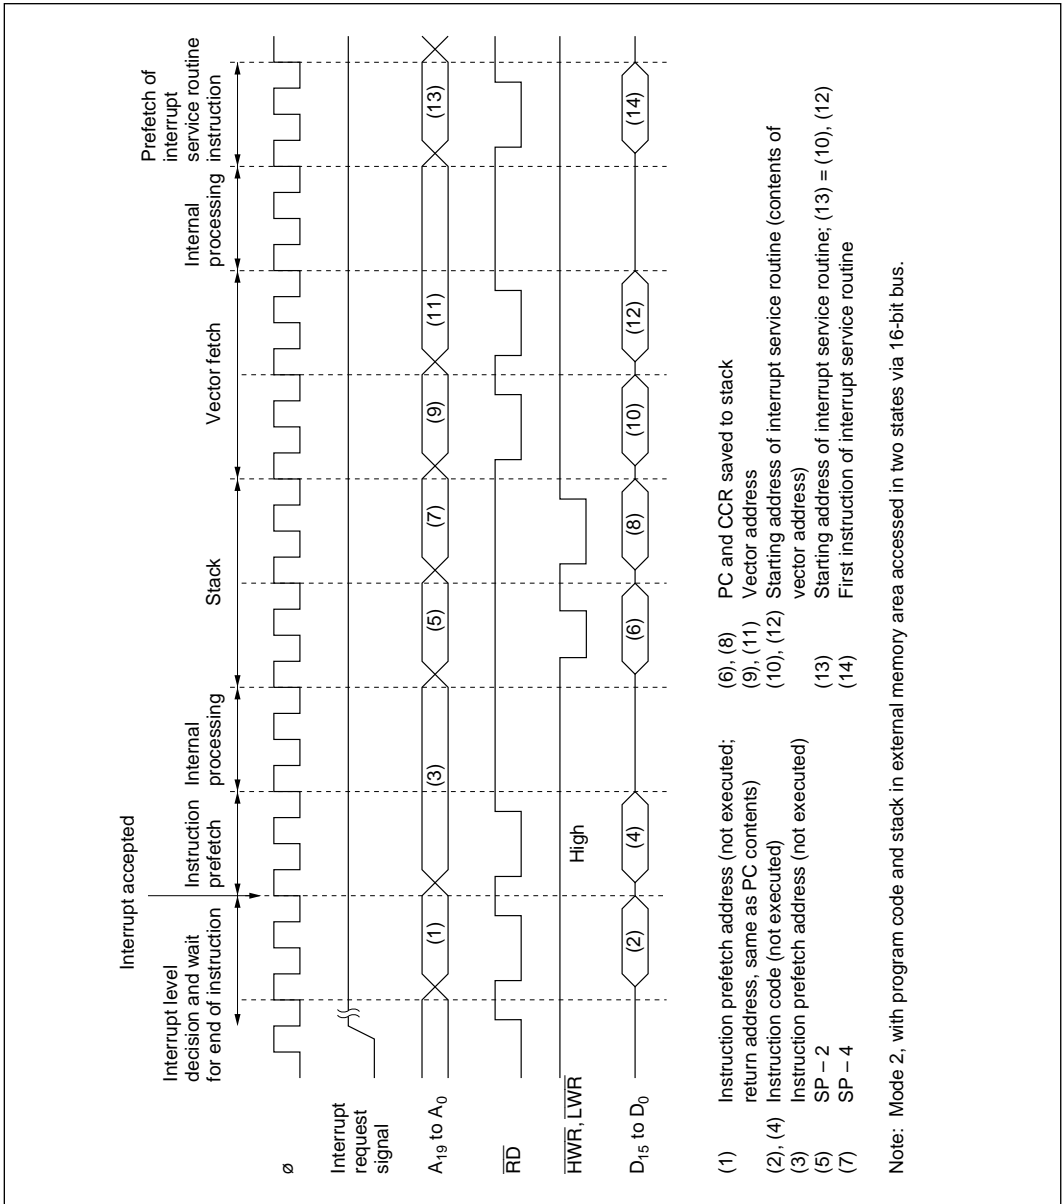 Interrupt accepted
Interrupt level
decision and wait
for end of instruction
Instruction
prefetch
Internal
processing
Stack
Vector fetch
Internal
processing
Prefetch of
interrupt
service routine
instruction
ø
Interrupt
request
signal
A19 to A0
(1)
(3)
(5)
(7)
(9)
(11)
(13)
RD
HWR, LWR
High
D15 to D0
(2)
(4)
(6)
(8)
(10)
(12)
(14)
(1) Instruction prefetch address (not executed;
return address, same as PC contents)
(2), (4) Instruction code (not executed)
(3) Instruction prefetch address (not executed)
(5) SP – 2
(7) SP – 4
(6), (8) PC and CCR saved to stack
(9), (11) Vector address
(10), (12) Starting address of interrupt service routine (contents of
vector address)
(13) Starting address of interrupt service routine; (13) = (10), (12)
(14) First instruction of interrupt service routine
Note: Mode 2, with program code and stack in external memory area accessed in two states via 16-bit bus.